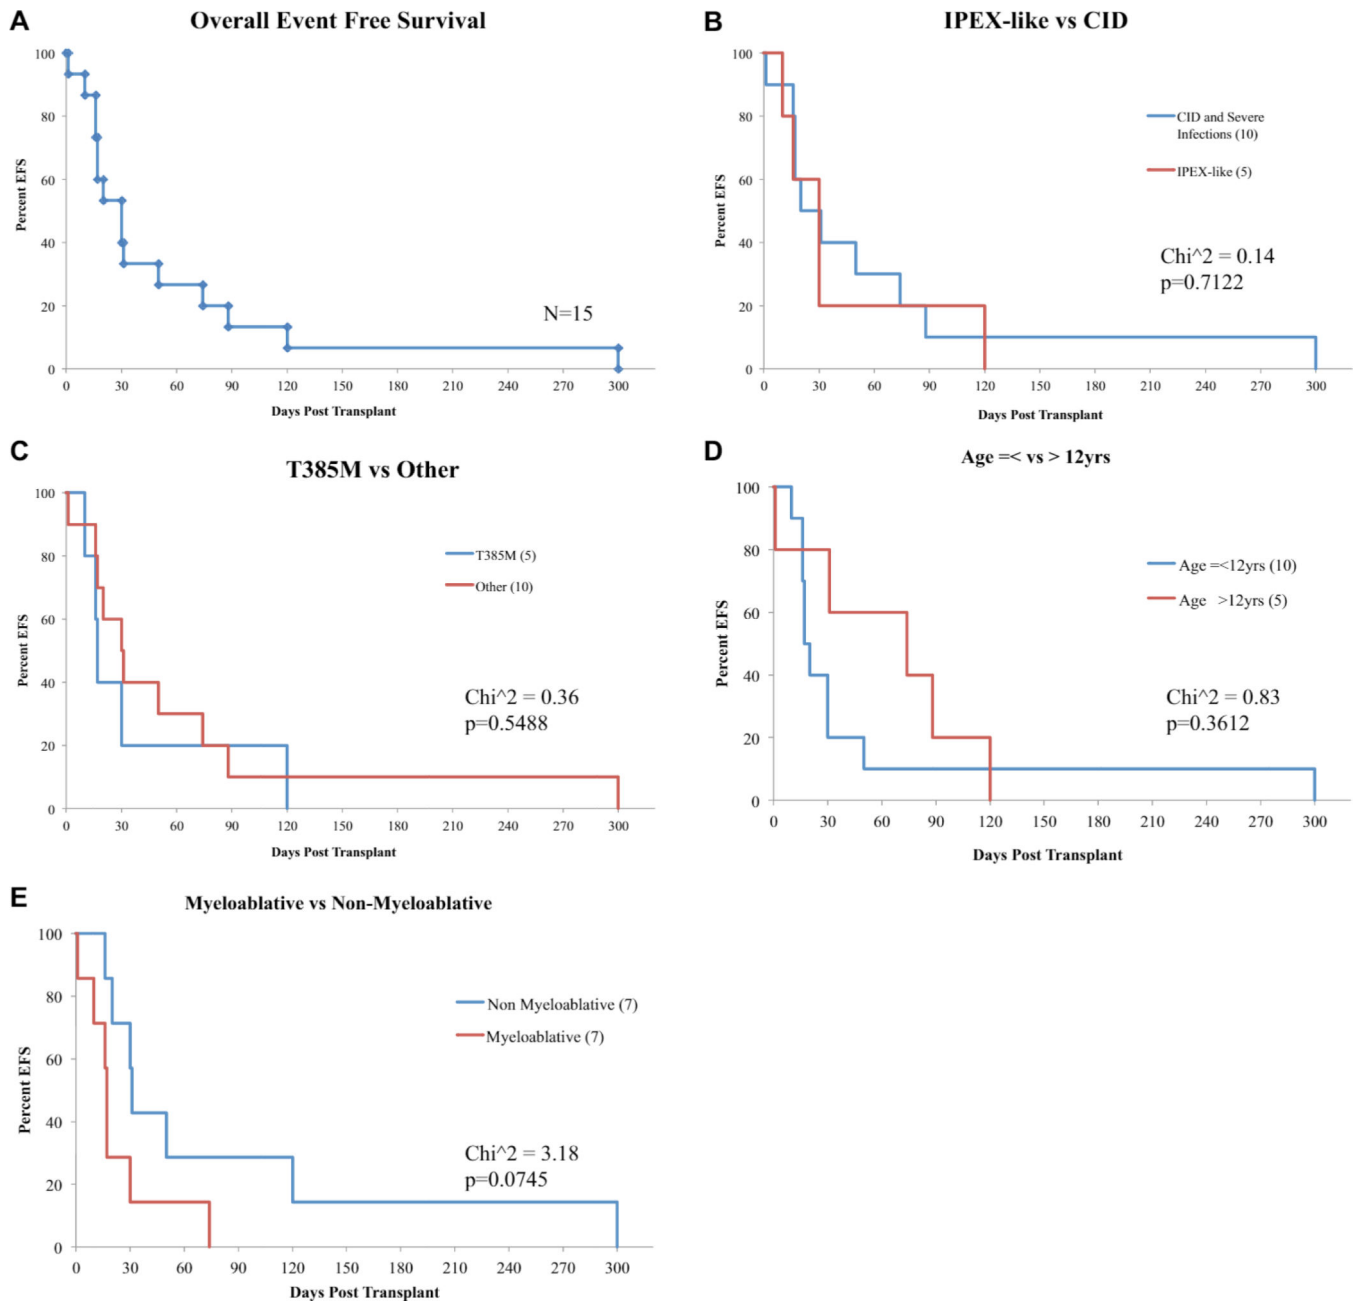 A
Overall Event Free Survival
100
80
60
40
20
0
Percent EFS
N=15
0 30 60 90 120 150 180 210 240 270 300
Days Post Transplant
B
IPEX-like vs CID
100
80
60
40
20
0
Percent EFS
CID and Severe
Infections (10)
IPEX-like (5)
Chi^2 = 0.14
p=0.7122
0 30 60 90 120 150 180 210 240 270 300
Days Post Transplant
C
T385M vs Other
100
80
60
40
20
0
Percent EFS
T385M (5)
Other (10)
Chi^2 = 0.36
p=0.5488
0 30 60 90 120 150 180 210 240 270 300
Days Post Transplant
D
Age =< vs > 12yrs
100
80
60
40
20
0
Percent EFS
Age =<12yrs (10)
Age >12yrs (5)
Chi^2 = 0.83
p=0.3612
0 30 60 90 120 150 180 210 240 270 300
Days Post Transplant
E
Myeloablative vs Non-Myeloablative
100
80
60
40
20
0
Percent EFS
Non Myeloablative (7)
Myeloablative (7)
Chi^2 = 3.18
p=0.0745
0 30 60 90 120 150 180 210 240 270 300
Days Post Transplant